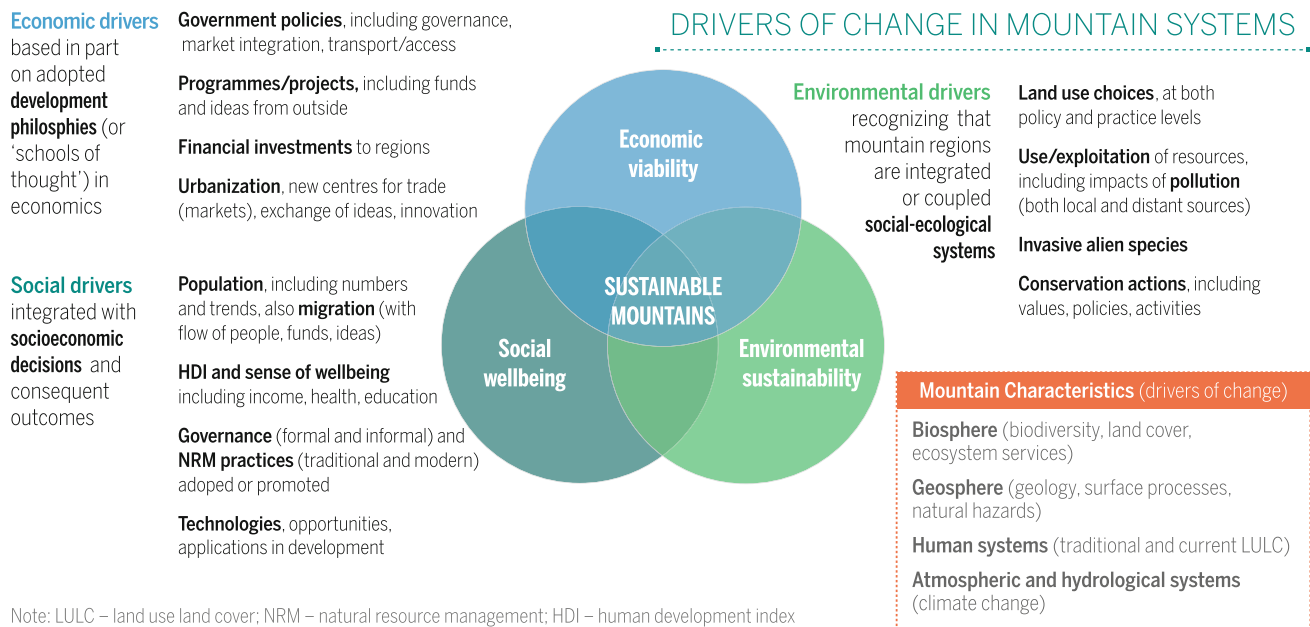 DRIVERS OF CHANGE IN MOUNTAIN SYSTEMS
Economic drivers
based in part
on adopted
development
philosphies (or
‘schools of
thought’) in
economics
Government policies, including governance,
market integration, transport/access
Programmes/projects, including funds
and ideas from outside
Financial investments to regions
Urbanization, new centres for trade
(markets), exchange of ideas, innovation
Social drivers
integrated with
socioeconomic
decisions and
consequent
outcomes
Population, including numbers
and trends, also migration (with
flow of people, funds, ideas)
HDI and sense of wellbeing
including income, health, education
Governance (formal and informal) and
NRM practices (traditional and modern)
adoped or promoted
Technologies, opportunities,
applications in development
Economic
viability
SUSTAINABLE
MOUNTAINS
Social
wellbeing
Environmental
sustainability
Environmental drivers
recognizing that
mountain regions
are integrated
or coupled
social-ecological
systems
Land use choices, at both
policy and practice levels
Use/exploitation of resources,
including impacts of pollution
(both local and distant sources)
Invasive alien species
Conservation actions, including
values, policies, activities
Mountain Characteristics (drivers of change)
Biosphere (biodiversity, land cover,
ecosystem services)
Geosphere (geology, surface processes,
natural hazards)
Human systems (traditional and current LULC)
Atmospheric and hydrological systems
(climate change)
Note: LULC – land use land cover; NRM – natural resource management; HDI – human development index